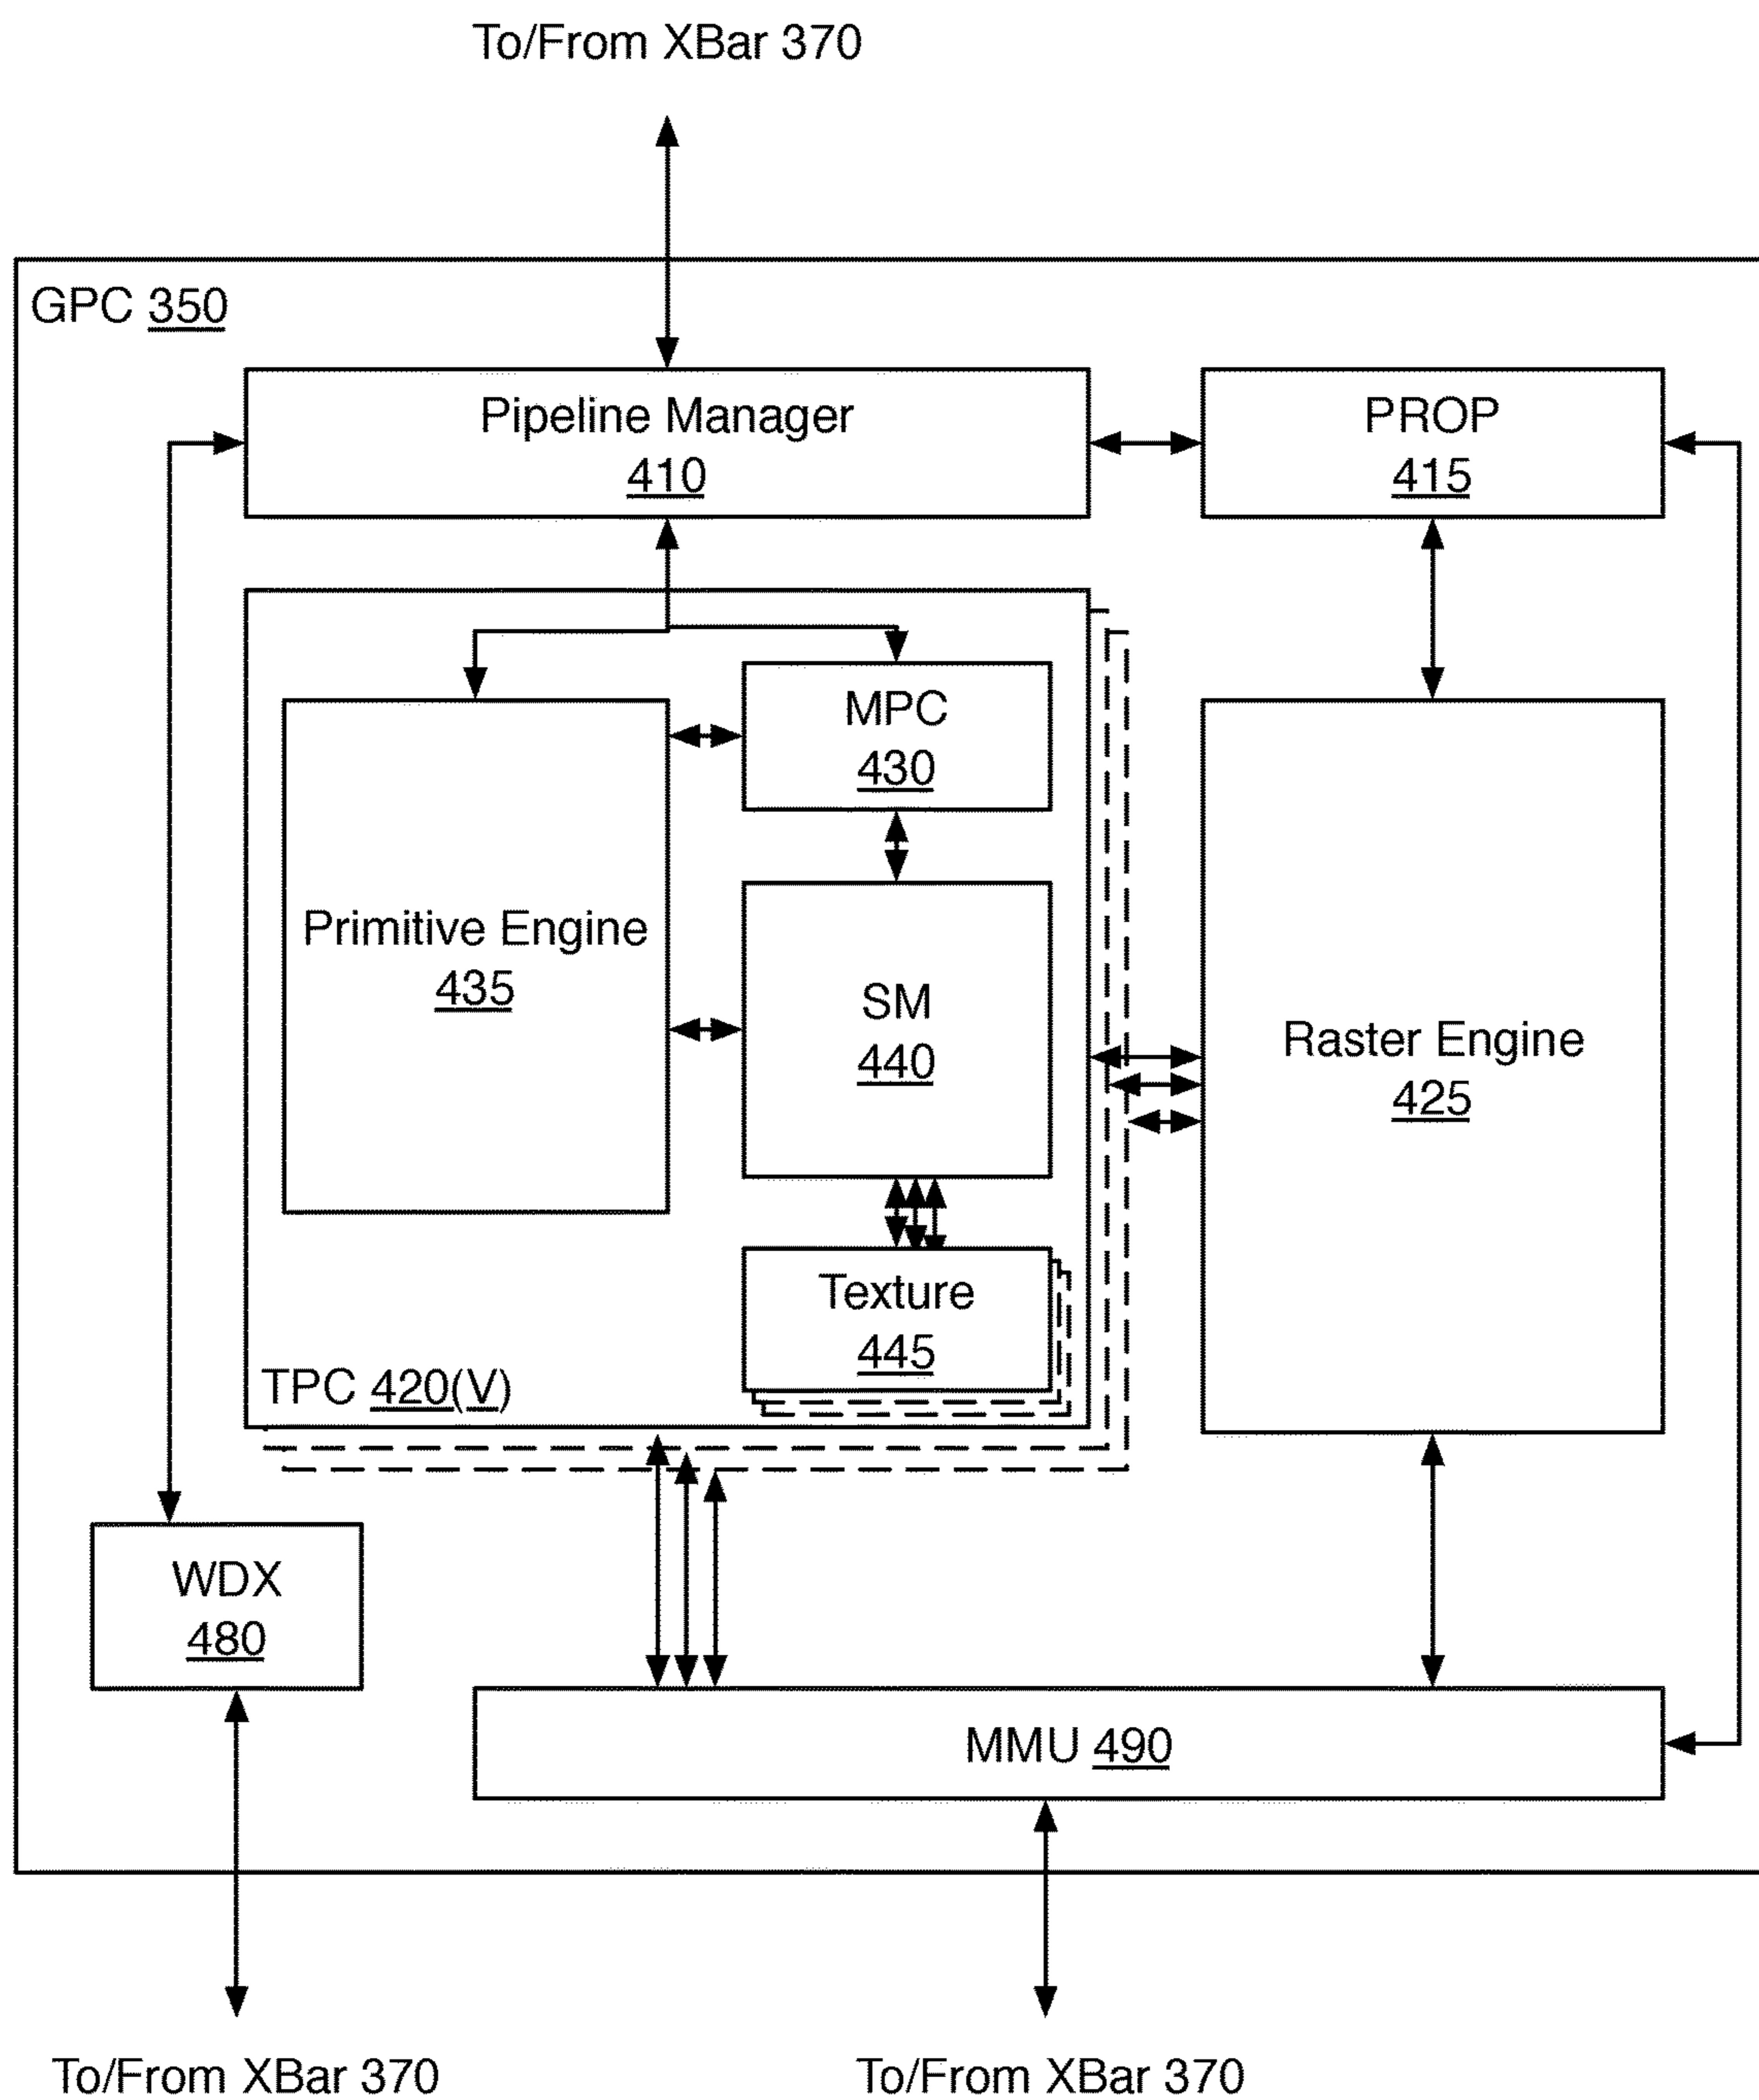 To/From XBar 370
GPC 350
Pipeline Manager
410
PROP
415
MPC
430
Primitive Engine
435
SM
440
Raster Engine
425
Texture
445
TPC 420(V)
WDX
480
MMU 490
To/From XBar 370
To/From XBar 370